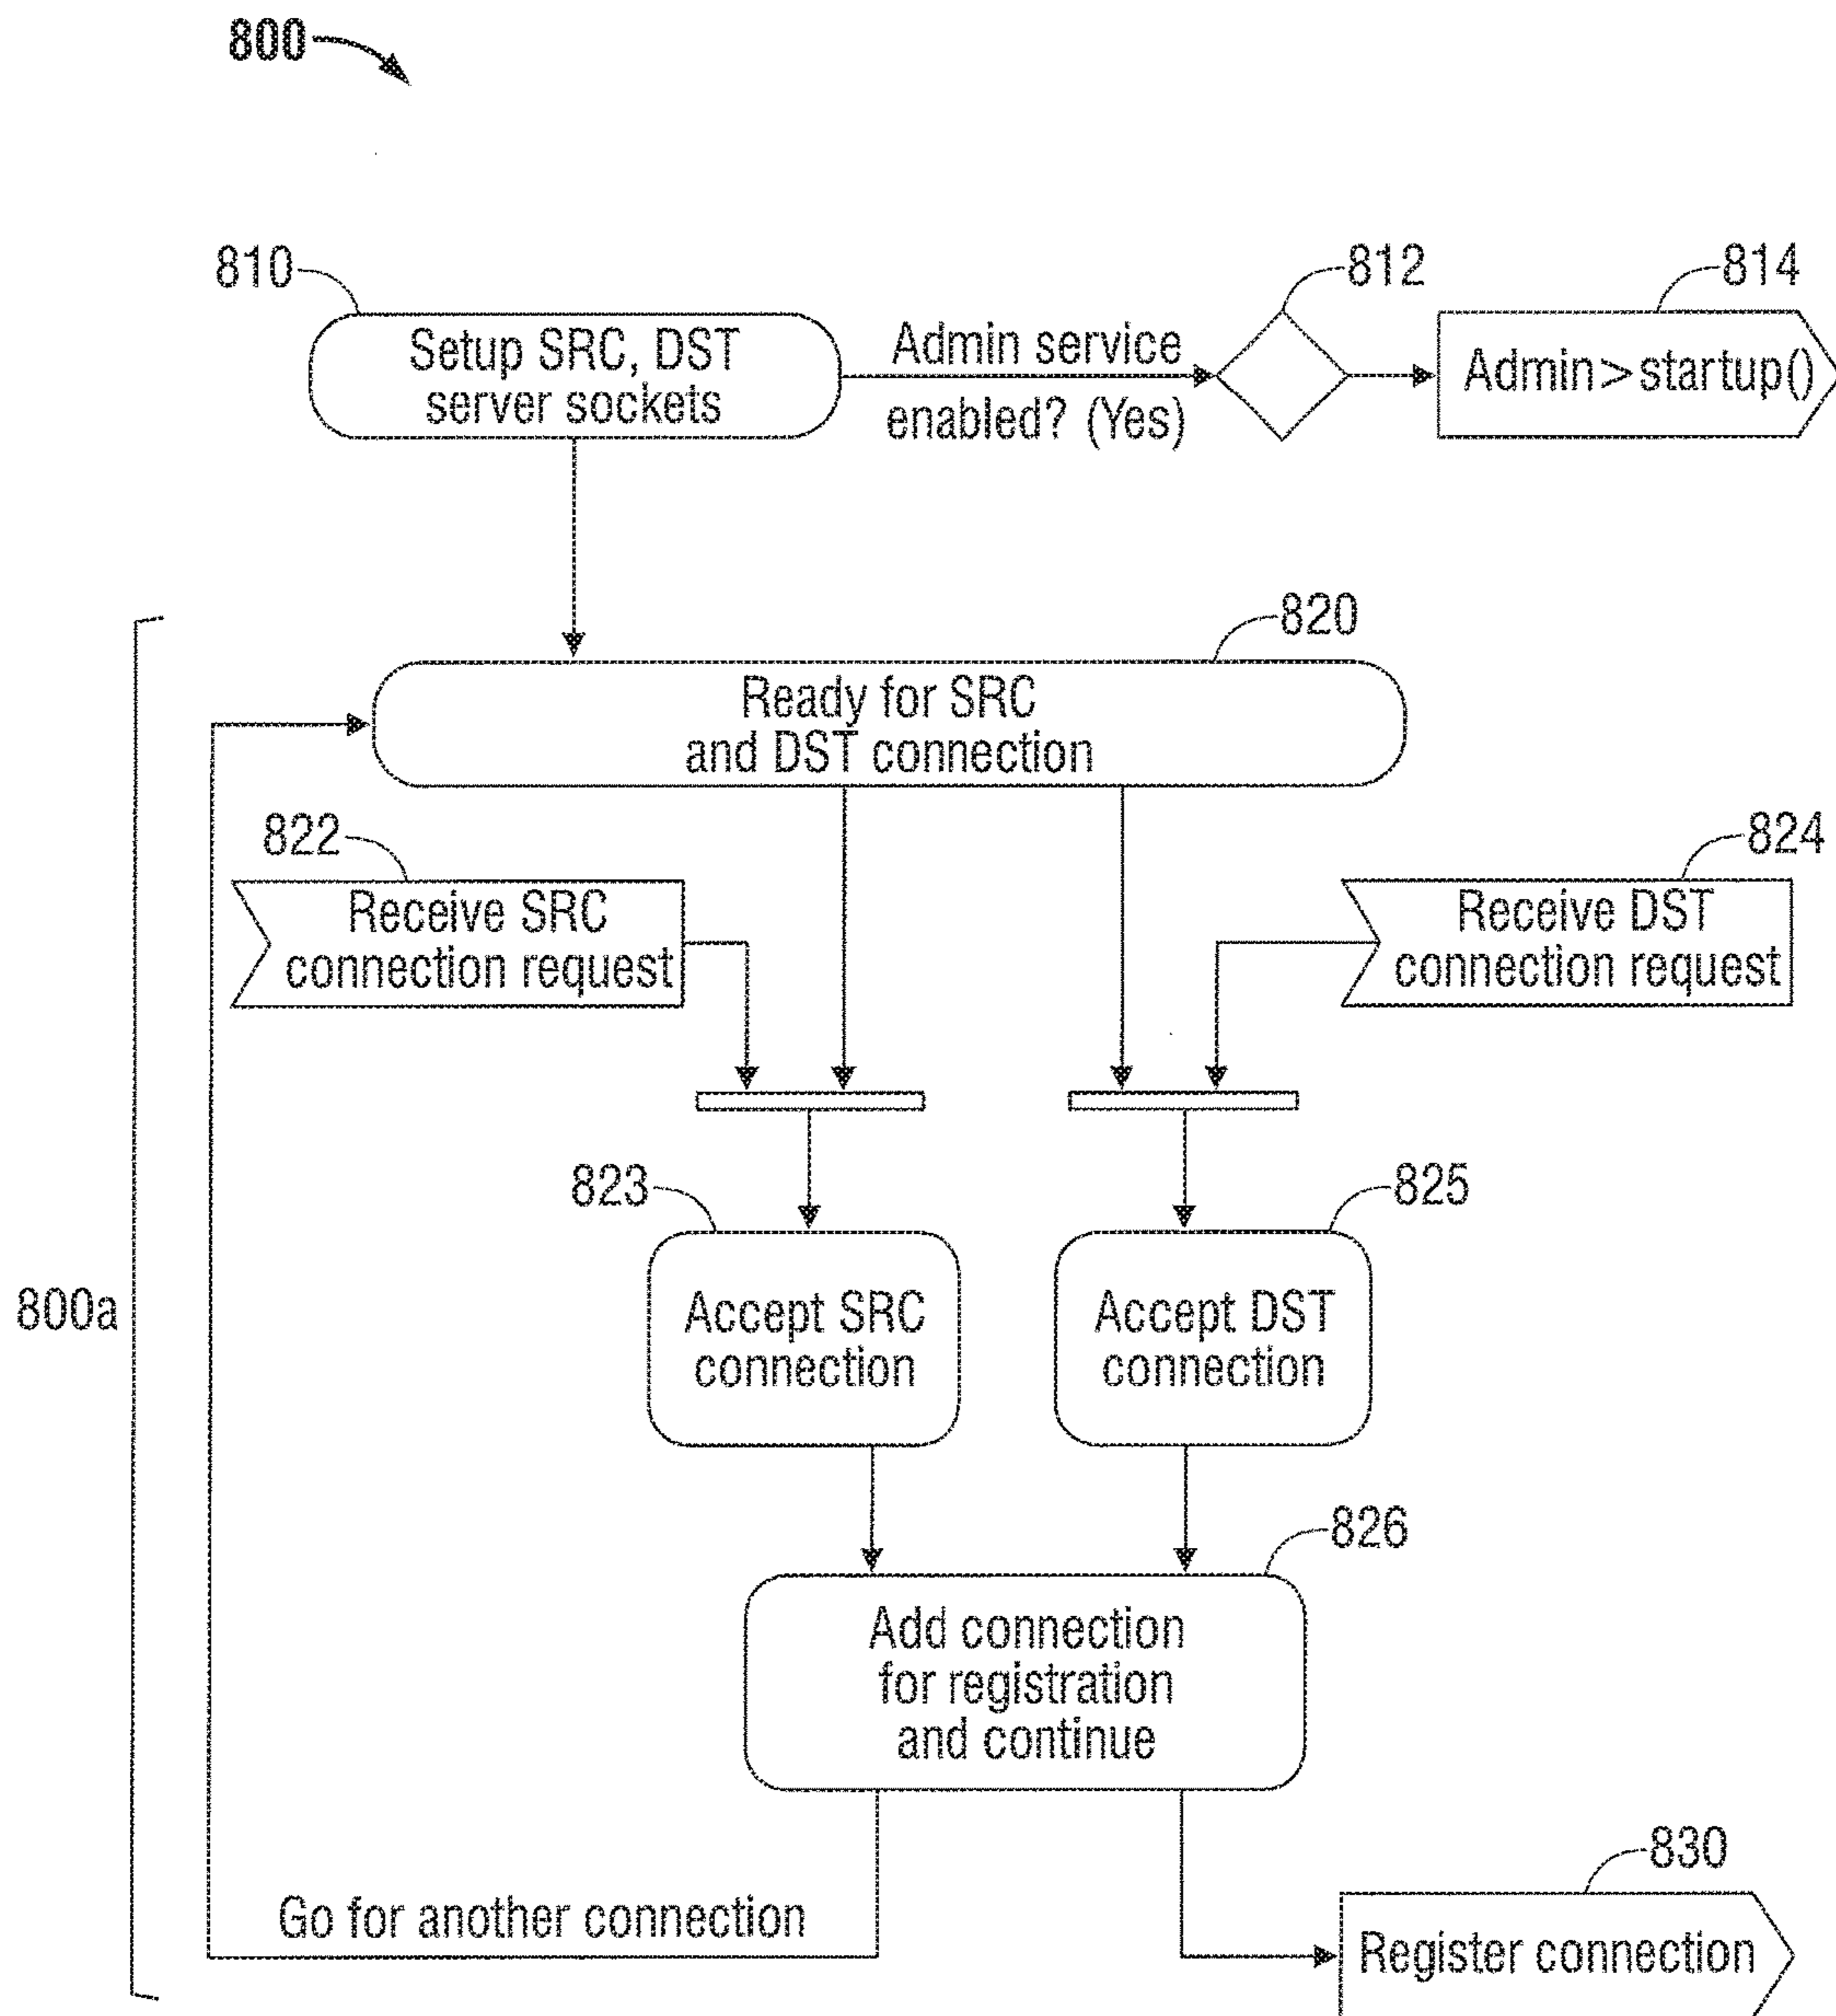 800
810
812
814
Setup SRC, DST
server sockets
Admin service
enabled? (Yes)
Admin>startup()
820
Ready for SRC
and DST connection
822
824
Receive SRC
connection request
Receive DST
connection request
823
825
800a
Accept SRC
connection
Accept DST
connection
826
Add connection
for registration
and continue
830
Go for another connection
Register connection